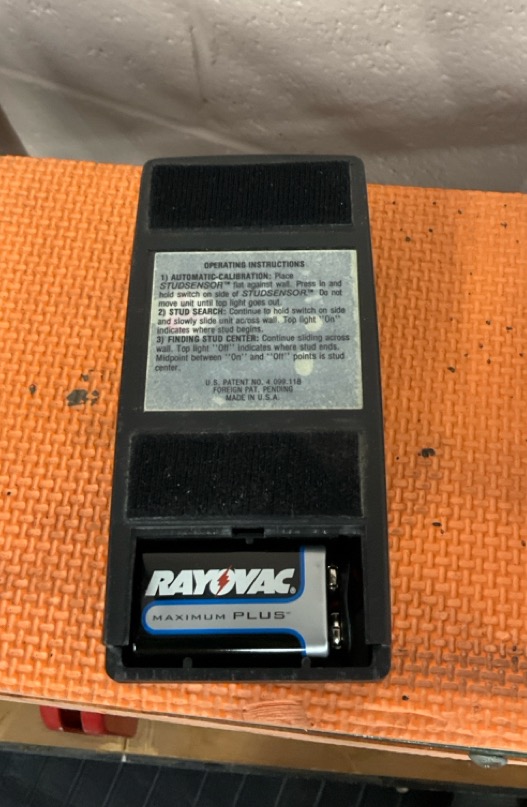 OPERATING INSTRUCTIONS
1) AUTOMATIC-CALIBRATION: Place
STUDSENSOR™ flat against wall. Press in and
hold switch on side of STUDSENSOR™. Do not
move unit until top light goes out.
2) STUD SEARCH: Continue to hold switch on side
and slowly slide unit across wall. Top light "On"
indicates where stud begins.
3) FINDING STUD CENTER: Continue sliding across
wall. Top light "Off" indicates where stud ends.
Midpoint between "On" and "Off" points is stud
center.
U.S. PATENT NO. 4 099 118
FOREIGN PAT. PENDING
MADE IN U.S.A.
RAYOVAC®
MAXIMUM PLUS™